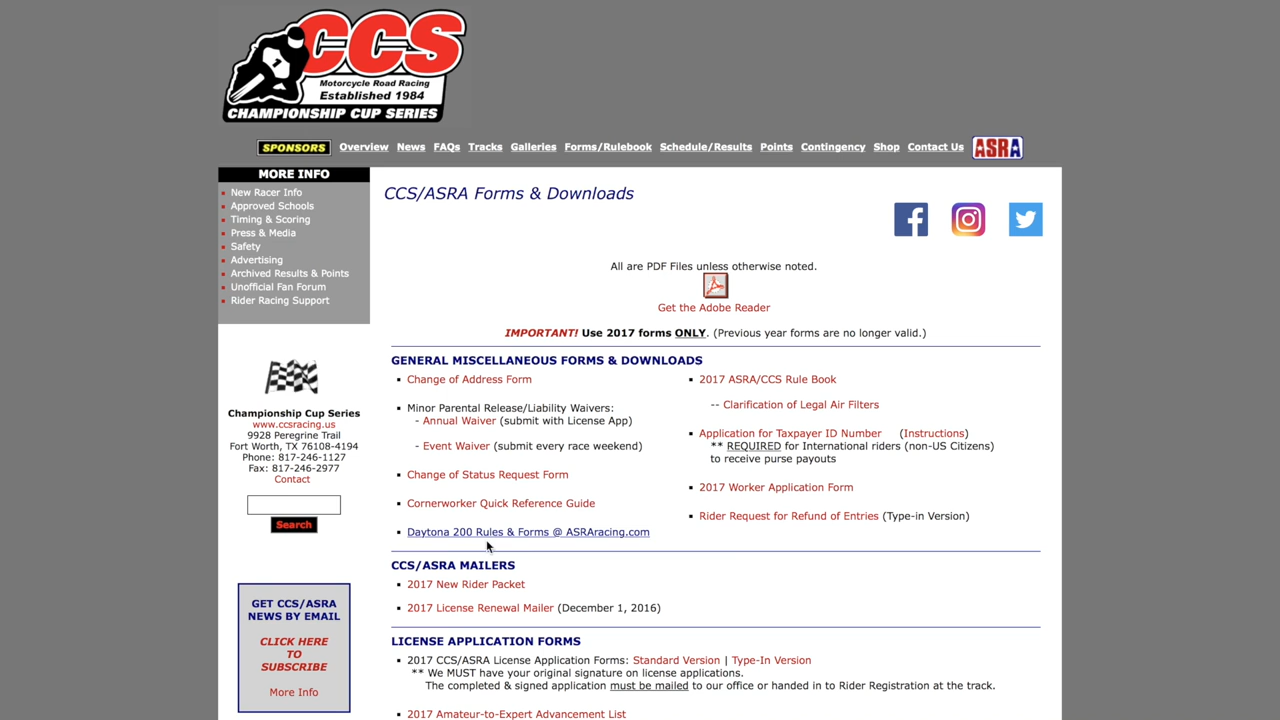 CCS
Motorcycle Road Racing
Established 1984
CHAMPIONSHIP CUP SERIES
SPONSORS Overview News FAQs Tracks Galleries Forms/Rulebook Schedule/Results Points Contingency Shop Contact Us ASRA
MORE INFO
New Racer Info
Approved Schools
Timing & Scoring
Press & Media
Safety
Advertising
Archived Results & Points
Unofficial Fan Forum
Rider Racing Support
Championship Cup Series
www.ccsracing.us
9928 Peregrine Trail
Fort Worth, TX 76108-4194
Phone: 817-246-1127
Fax: 817-246-2977
Contact
Search
GET CCS/ASRA
NEWS BY EMAIL
CLICK HERE
TO
SUBSCRIBE
More Info
CCS/ASRA Forms & Downloads
All are PDF Files unless otherwise noted.
Get the Adobe Reader
IMPORTANT! Use 2017 forms ONLY. (Previous year forms are no longer valid.)
GENERAL MISCELLANEOUS FORMS & DOWNLOADS
Change of Address Form
Minor Parental Release/Liability Waivers:
- Annual Waiver (submit with License App)
- Event Waiver (submit every race weekend)
Change of Status Request Form
Cornerworker Quick Reference Guide
Daytona 200 Rules & Forms @ ASRAracing.com
2017 ASRA/CCS Rule Book
-- Clarification of Legal Air Filters
Application for Taxpayer ID Number (Instructions)
** REQUIRED for International riders (non-US Citizens)
to receive purse payouts
2017 Worker Application Form
Rider Request for Refund of Entries (Type-in Version)
CCS/ASRA MAILERS
2017 New Rider Packet
2017 License Renewal Mailer (December 1, 2016)
LICENSE APPLICATION FORMS
2017 CCS/ASRA License Application Forms: Standard Version | Type-In Version
** We MUST have your original signature on license applications.
The completed & signed application must be mailed to our office or handed in to Rider Registration at the track.
2017 Amateur-to-Expert Advancement List